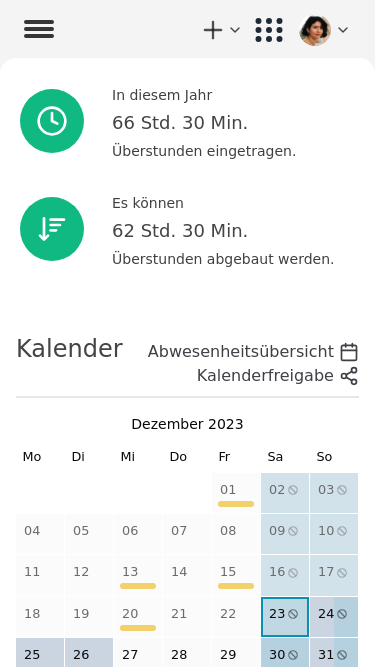 In diesem Jahr
66 Std. 30 Min.
Überstunden eingetragen.
Es können
62 Std. 30 Min.
Überstunden abgebaut werden.
Kalender
Abwesenheitsübersicht
Kalenderfreigabe
Dezember 2023
Mo Di Mi Do Fr Sa So
01 02 03
04 05 06 07 08 09 10
11 12 13 14 15 16 17
18 19 20 21 22 23 24
25 26 27 28 29 30 31